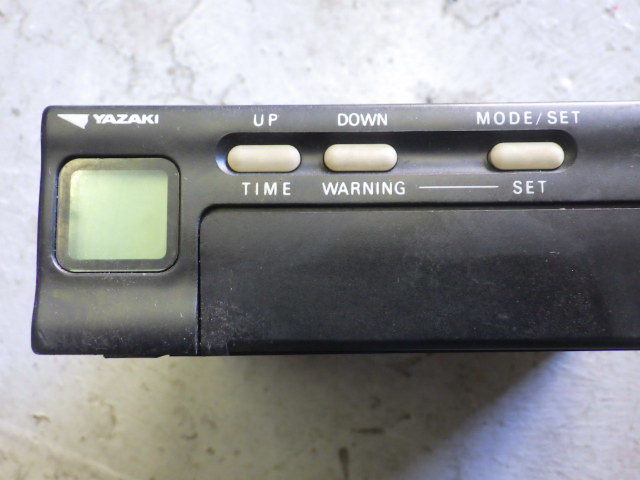 YAZAKI
UP DOWN MODE/SET
TIME WARNING SET